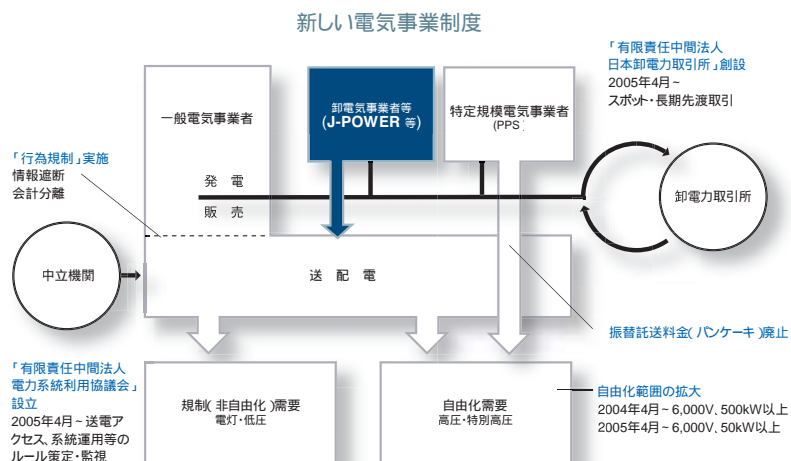 新しい電気事業制度
「有限責任中間法人
日本卸電力取引所」創設
2005年4月~
スポット・長期先渡取引
一般電気事業者
卸電気事業者等
(J-POWER 等)
特定規模電気事業者
(PPS
「行為規制」実施
情報遮断
会計分離
発 電
販 売
卸電力取引所
中立機関
送 配 電
振替託送料金(パンケーキ)廃止
「有限責任中間法人
電力系統利用協議会」
設立
2005年4月~送電ア
クセス、系統運用等の
ルール策定・監視
規制(非自由化)需要
電灯・低圧
自由化需要
高圧・特別高圧
自由化範囲の拡大
2004年4月~6,000V、500kW以上
2005年4月~6,000V、50kW以上